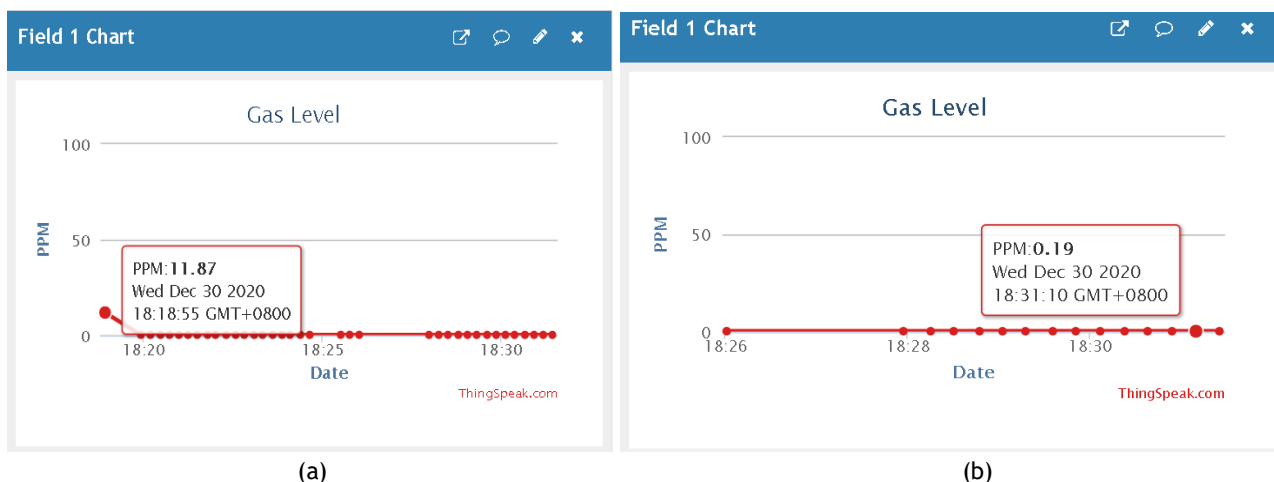 Field 1 Chart
Gas Level
100
50
0
PPM
PPM:11.87
Wed Dec 30 2020
18:18:55 GMT+0800
18:20
18:25
18:30
Date
ThingSpeak.com
(a)
Field 1 Chart
Gas Level
100
50
0
PPM
PPM:0.19
Wed Dec 30 2020
18:31:10 GMT+0800
18:26
18:28
18:30
Date
ThingSpeak.com
(b)